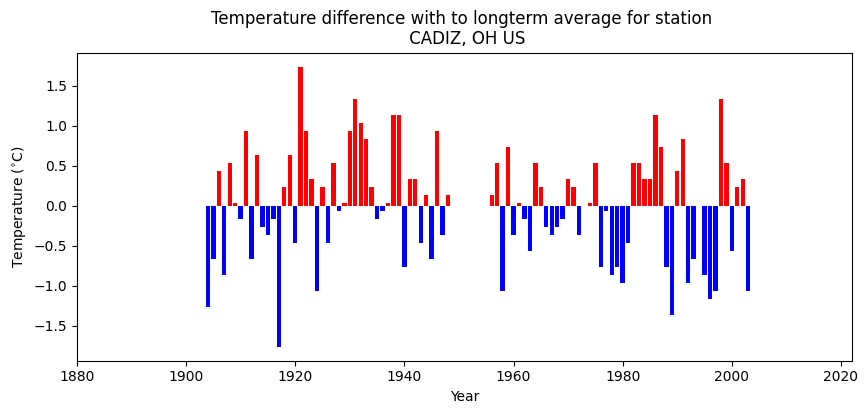 Temperature difference with to longterm average for station
CADIZ, OH US
1.5
1.0
0.5
0.0
−0.5
−1.0
−1.5
Temperature (°C)
1880 1900 1920 1940 1960 1980 2000 2020
Year